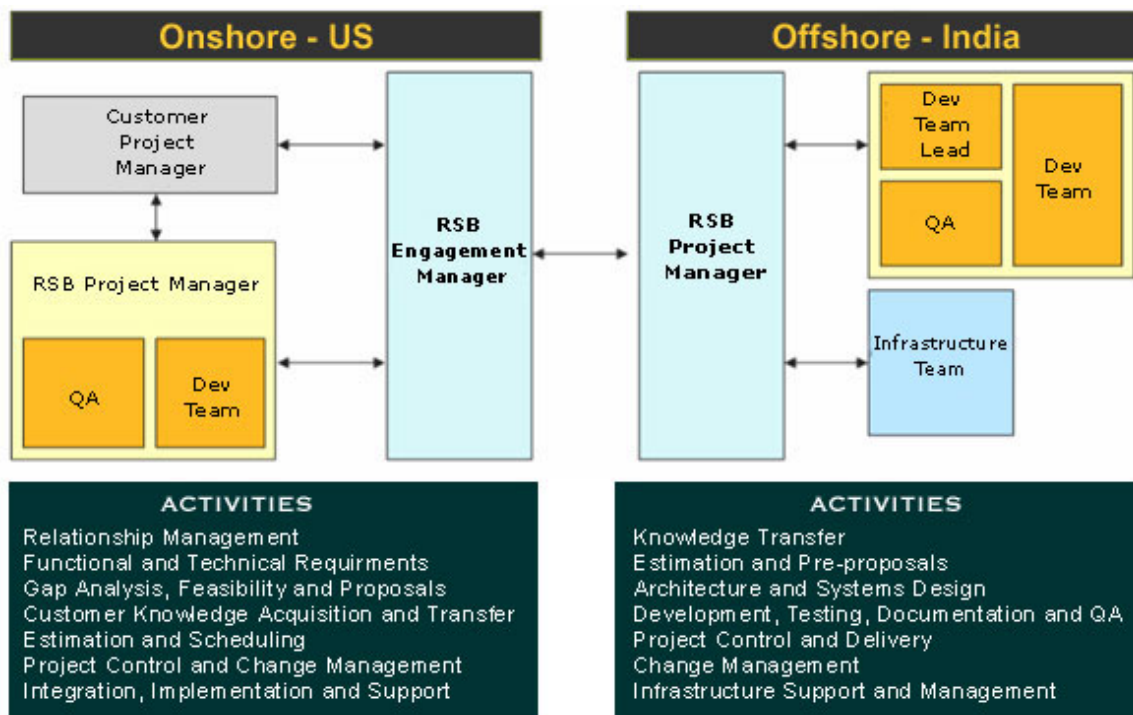 Onshore - US
Customer
Project
Manager
RSB Project Manager
QA
Dev
Team
RSB
Engagement
Manager
ACTIVITIES
Relationship Management
Functional and Technical Requirments
Gap Analysis, Feasibility and Proposals
Customer Knowledge Acquisition and Transfer
Estimation and Scheduling
Project Control and Change Management
Integration, Implementation and Support
Offshore - India
RSB
Project
Manager
Dev
Team
Lead
QA
Dev
Team
Infrastructure
Team
ACTIVITIES
Knowledge Transfer
Estimation and Pre-proposals
Architecture and Systems Design
Development, Testing, Documentation and QA
Project Control and Delivery
Change Management
Infrastructure Support and Management